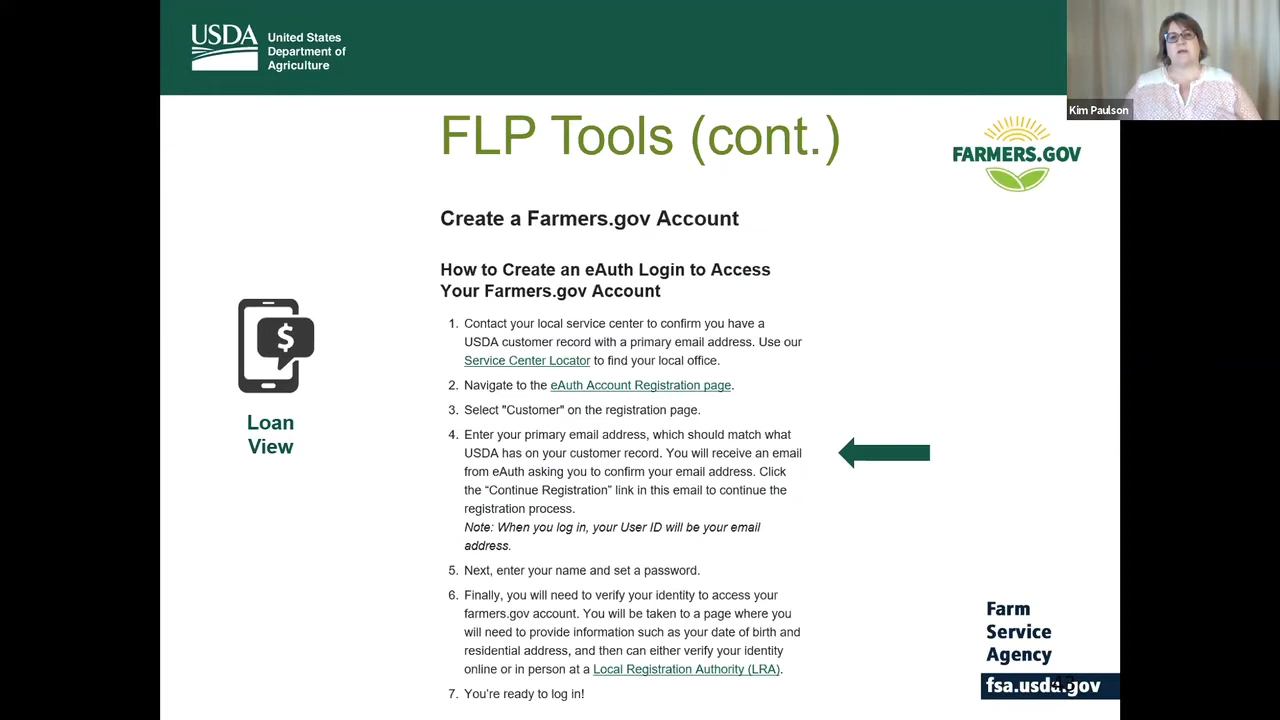 USDA
United States
Department of
Agriculture
Kim Paulson
FLP Tools (cont.)
FARMERS.GOV
Create a Farmers.gov Account
How to Create an eAuth Login to Access
Your Farmers.gov Account
1. Contact your local service center to confirm you have a
USDA customer record with a primary email address. Use our
Service Center Locator to find your local office.
2. Navigate to the eAuth Account Registration page.
3. Select "Customer" on the registration page.
4. Enter your primary email address, which should match what
USDA has on your customer record. You will receive an email
from eAuth asking you to confirm your email address. Click
the “Continue Registration” link in this email to continue the
registration process.
Note: When you log in, your User ID will be your email
address.
5. Next, enter your name and set a password.
6. Finally, you will need to verify your identity to access your
farmers.gov account. You will be taken to a page where you
will need to provide information such as your date of birth and
residential address, and then can either verify your identity
online or in person at a Local Registration Authority (LRA).
7. You’re ready to log in!
$
Loan
View
Farm
Service
Agency
fsa.usda.gov